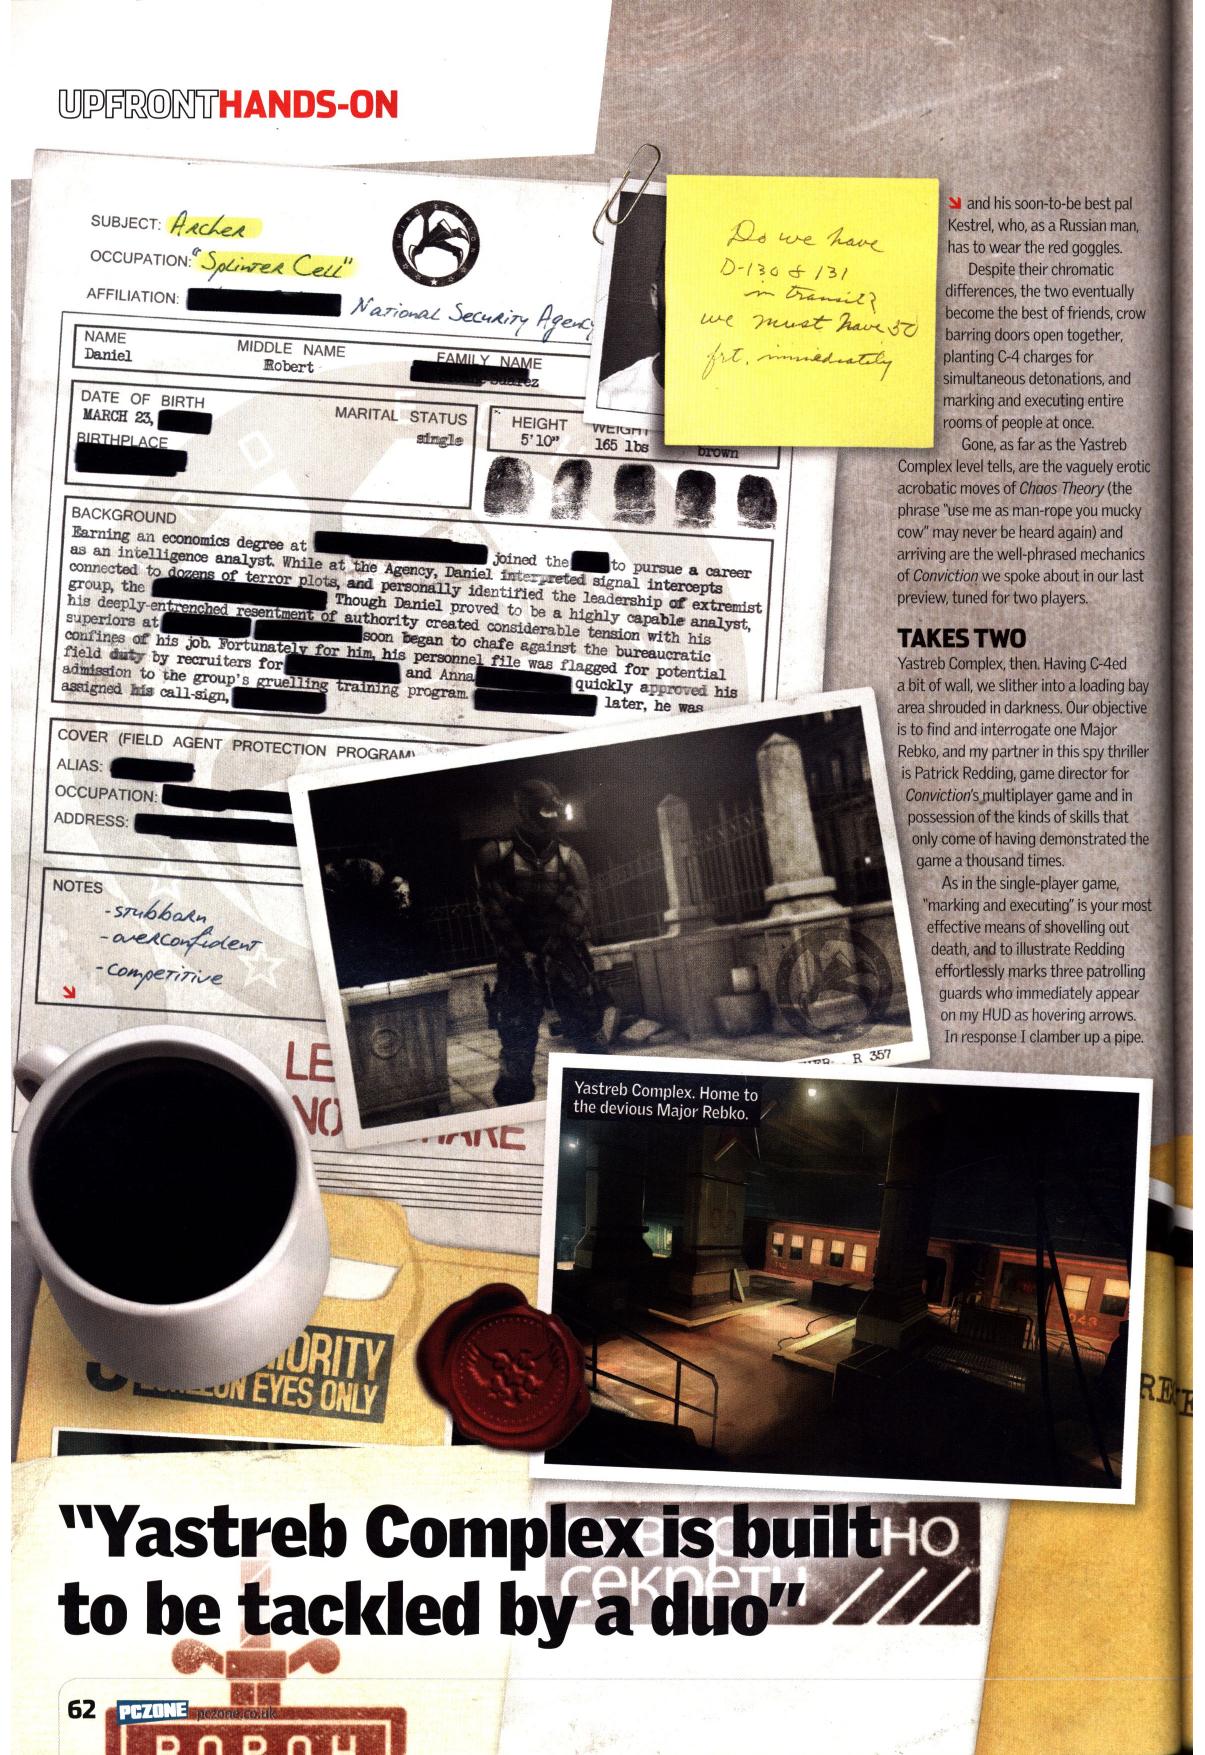 UPFRONTHANDS-ON
SUBJECT: Archer
OCCUPATION: "Splinter Cell"
AFFILIATION: National Security Agency
THIRD ECHELON
NAME
Daniel
MIDDLE NAME
Robert
FAMILY NAME
DATE OF BIRTH
MARCH 23,
MARITAL STATUS
single
BIRTHPLACE
HEIGHT
5'10"
WEIGHT
165 lbs
brown
BACKGROUND
Earning an economics degree at joined the to pursue a career
as an intelligence analyst. While at the Agency, Daniel interpreted signal intercepts
connected to dozens of terror plots, and personally identified the leadership of extremist
group, the . Though Daniel proved to be a highly capable analyst,
his deeply-entrenched resentment of authority created considerable tension with his
superiors at soon began to chafe against the bureaucratic
confines of his job. Fortunately for him, his personnel file was flagged for potential
field duty by recruiters for and Anna quickly approved his
admission to the group's gruelling training program. later, he was
assigned his call-sign,
COVER (FIELD AGENT PROTECTION PROGRAM)
ALIAS:
OCCUPATION:
ADDRESS:
NOTES
-stubborn
-overconfident
-competitive
Do we have
D-130 & 131
in transit?
we must have 50
frt. immediately
R 357
and his soon-to-be best pal
Kestrel, who, as a Russian man,
has to wear the red goggles.
Despite their chromatic
differences, the two eventually
become the best of friends, crow
barring doors open together,
planting C-4 charges for
simultaneous detonations, and
marking and executing entire
rooms of people at once.
Gone, as far as the Yastreb
Complex level tells, are the vaguely erotic
acrobatic moves of Chaos Theory (the
phrase "use me as man-rope you mucky
cow" may never be heard again) and
arriving are the well-phrased mechanics
of Conviction we spoke about in our last
preview, tuned for two players.
TAKES TWO
Yastreb Complex, then. Having C-4ed
a bit of wall, we slither into a loading bay
area shrouded in darkness. Our objective
is to find and interrogate one Major
Rebko, and my partner in this spy thriller
is Patrick Redding, game director for
Conviction's multiplayer game and in
possession of the kinds of skills that
only come of having demonstrated the
game a thousand times.
As in the single-player game,
"marking and executing" is your most
effective means of shovelling out
death, and to illustrate Redding
effortlessly marks three patrolling
guards who immediately appear
on my HUD as hovering arrows.
In response I clamber up a pipe.
Yastreb Complex. Home to
the devious Major Rebko.
EYES ONLY
"Yastreb Complex is built
to be tackled by a duo"
62 PCZONE pczone.co.uk
ВОРОН